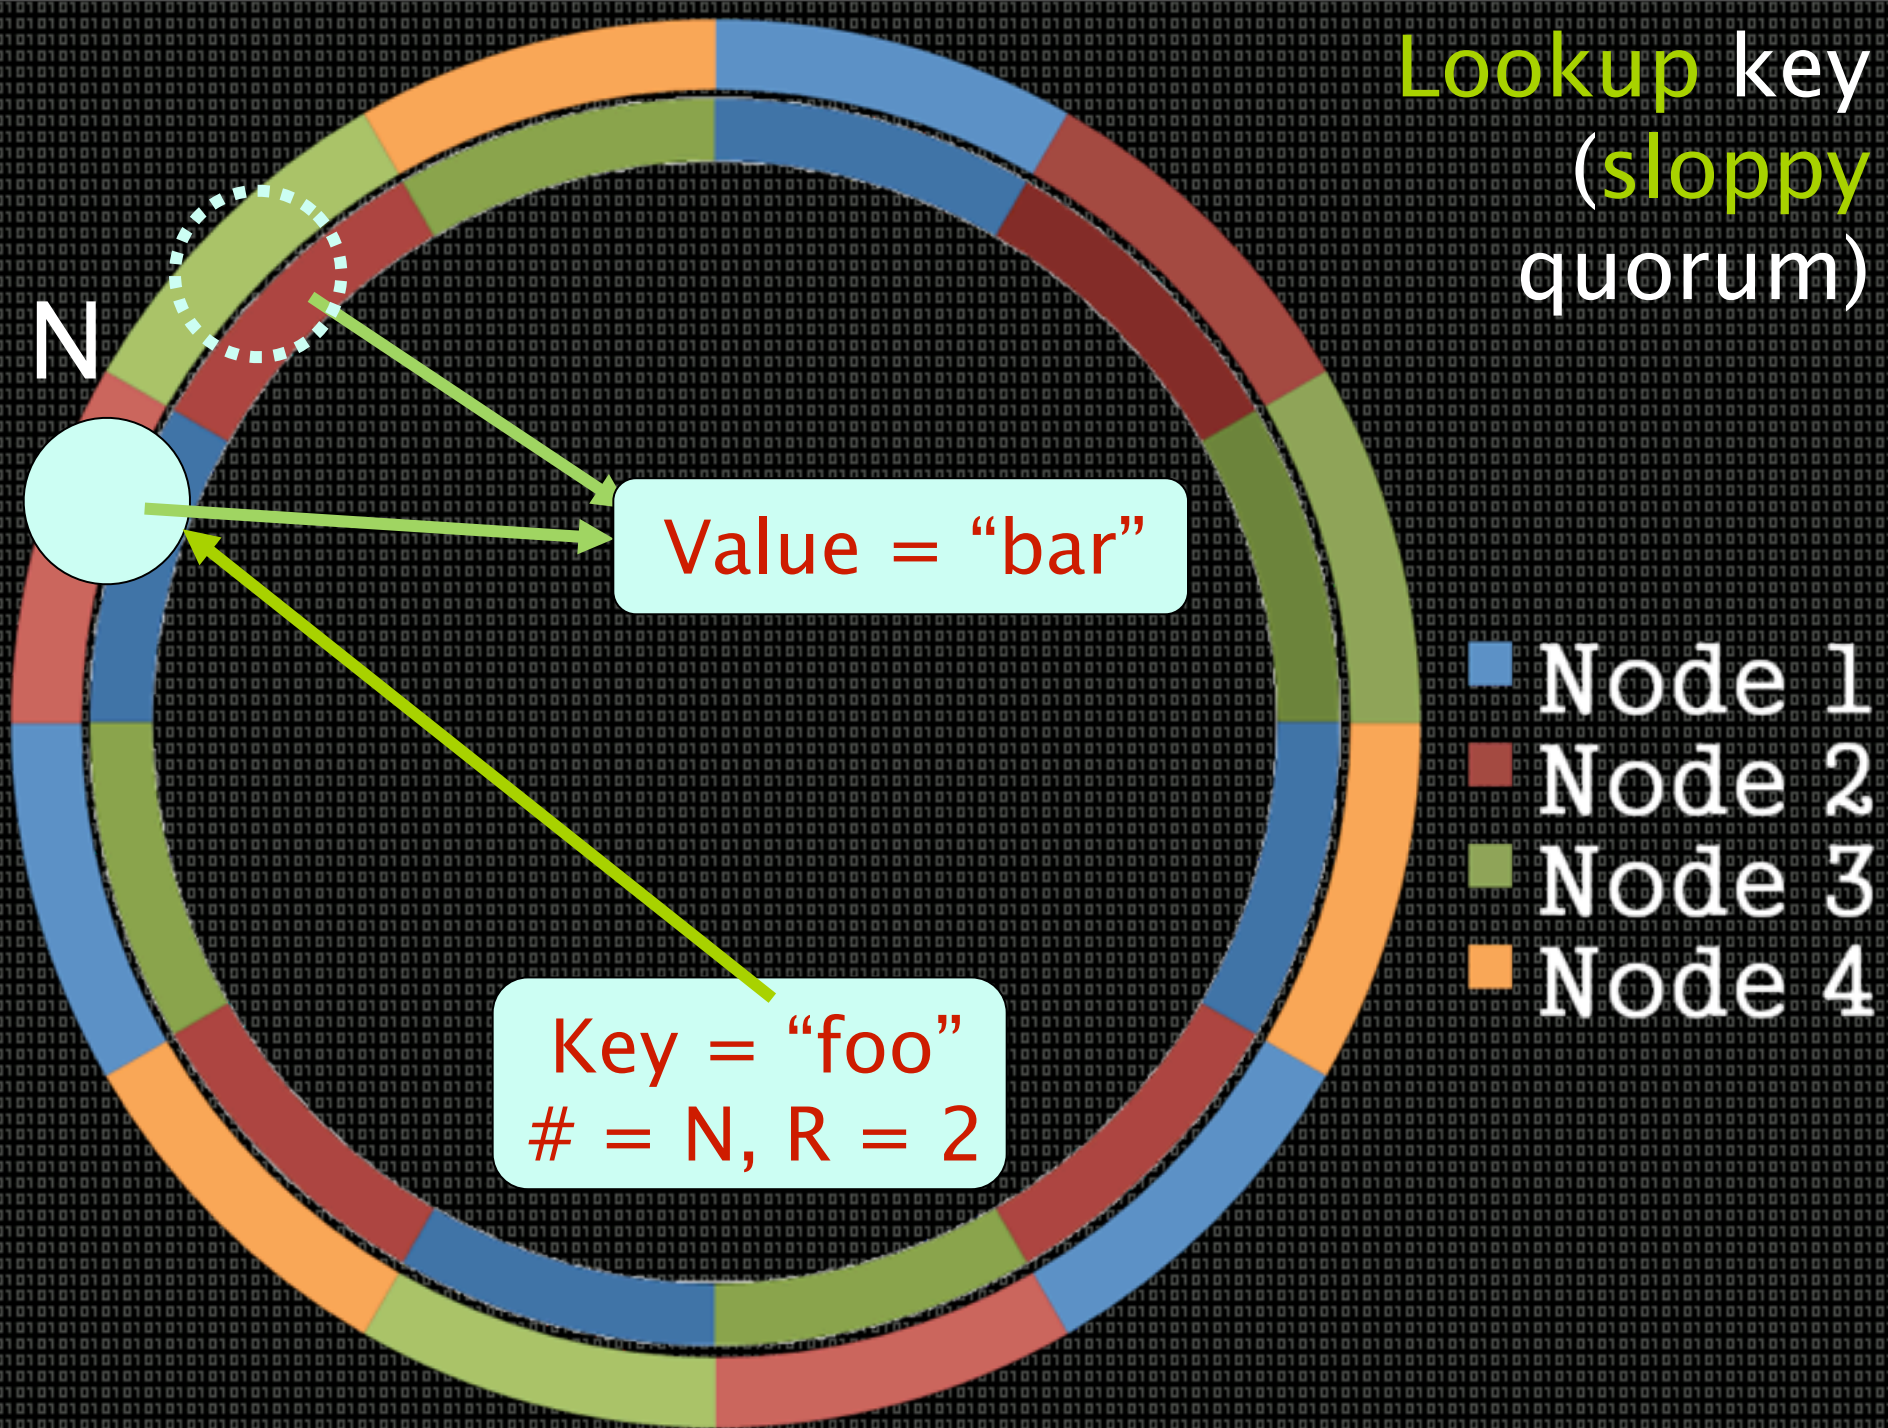 Lookup key
(sloppy
quorum)
N
Value = “bar”
Key = “foo”
# = N, R = 2
Node 1
Node 2
Node 3
Node 4